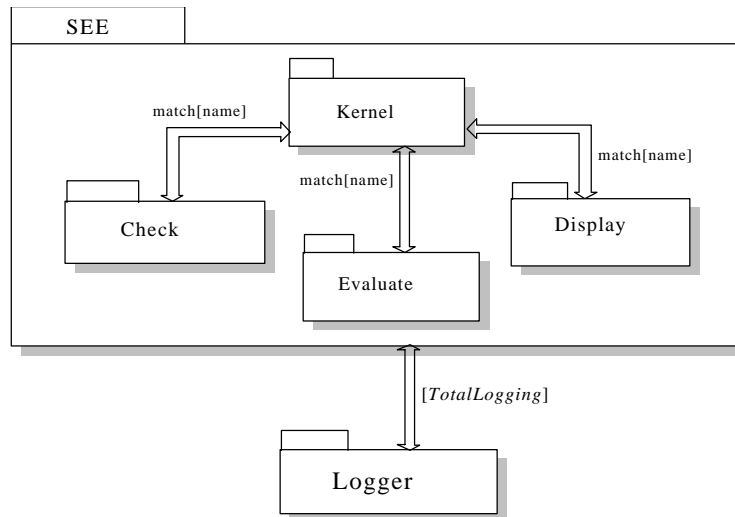 SEE
match[name]
Kernel
match[name]
match[name]
Check
Display
Evaluate
[TotalLogging]
Logger